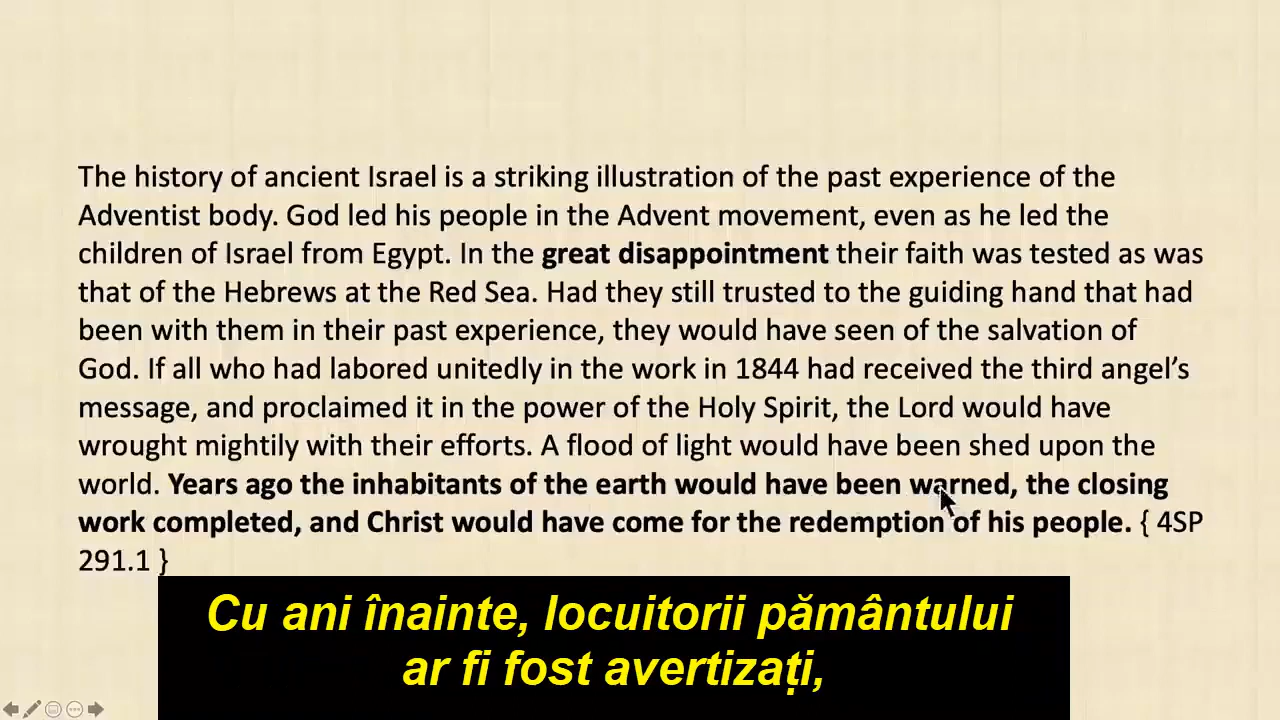 The history of ancient Israel is a striking illustration of the past experience of the
Adventist body. God led his people in the Advent movement, even as he led the
children of Israel from Egypt. In the great disappointment their faith was tested as was
that of the Hebrews at the Red Sea. Had they still trusted to the guiding hand that had
been with them in their past experience, they would have seen of the salvation of
God. If all who had labored unitedly in the work in 1844 had received the third angel’s
message, and proclaimed it in the power of the Holy Spirit, the Lord would have
wrought mightily with their efforts. A flood of light would have been shed upon the
world. Years ago the inhabitants of the earth would have been warned, the closing
work completed, and Christ would have come for the redemption of his people. { 4SP
291.1 }
Cu ani înainte, locuitorii pământului
ar fi fost avertizați,